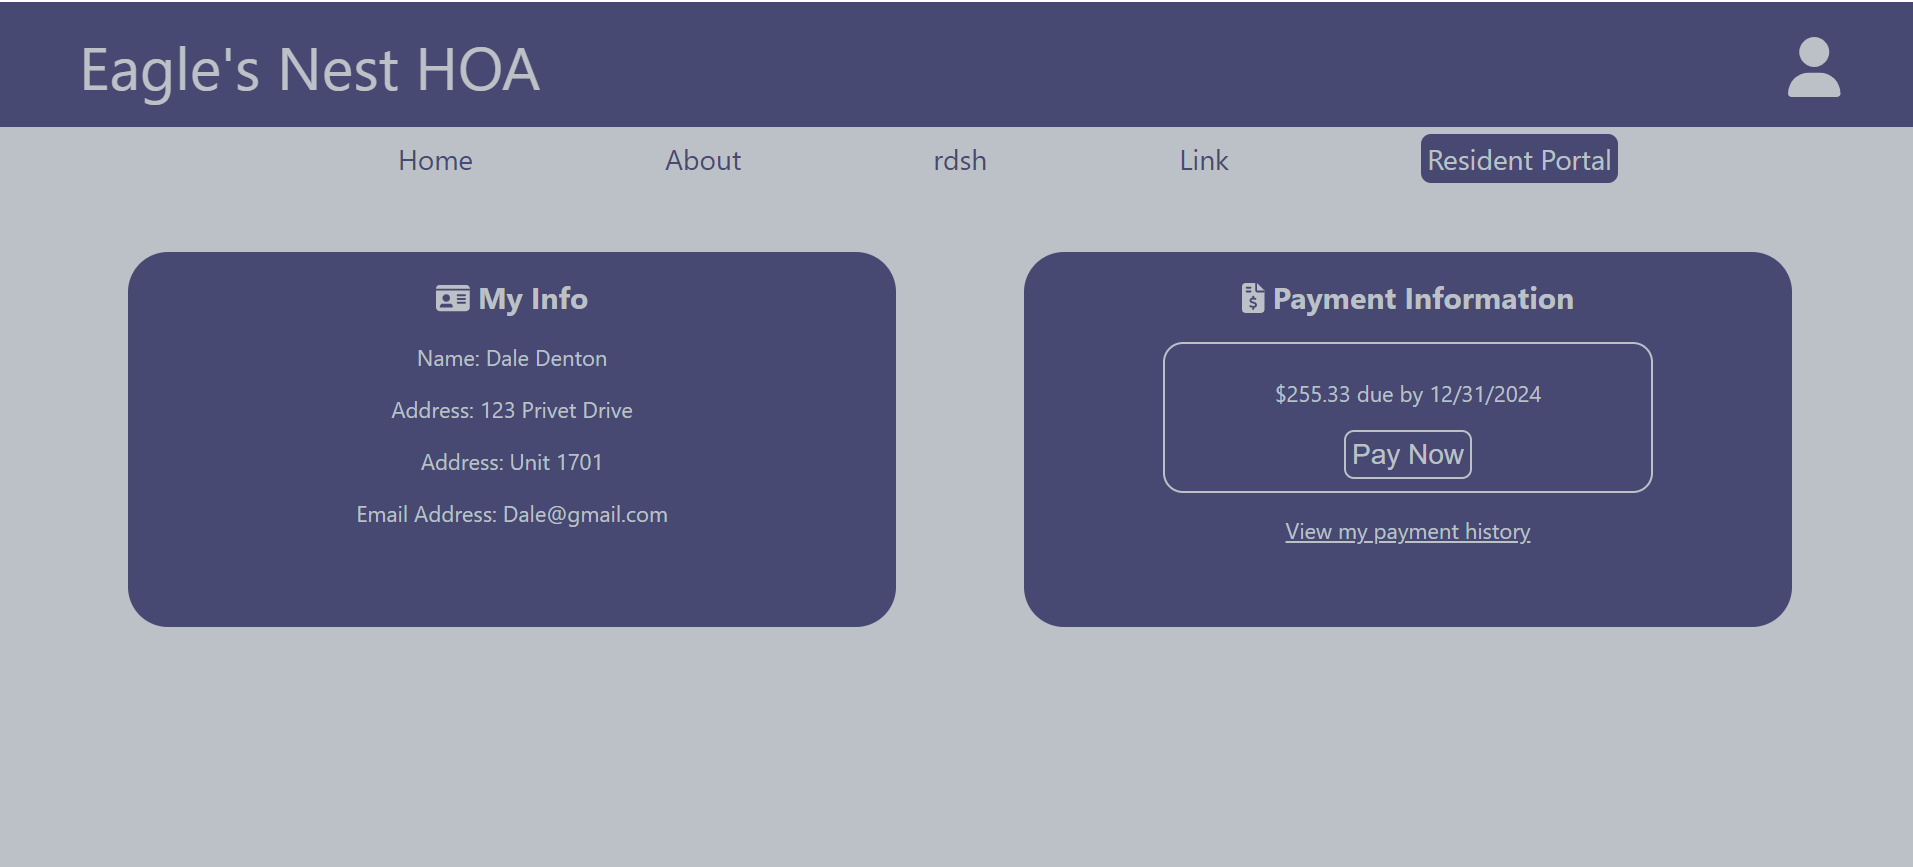 Eagle's Nest HOA
Home About rdsh Link Resident Portal
My Info
Name: Dale Denton
Address: 123 Privet Drive
Address: Unit 1701
Email Address: Dale@gmail.com
Payment Information
$255.33 due by 12/31/2024
Pay Now
View my payment history